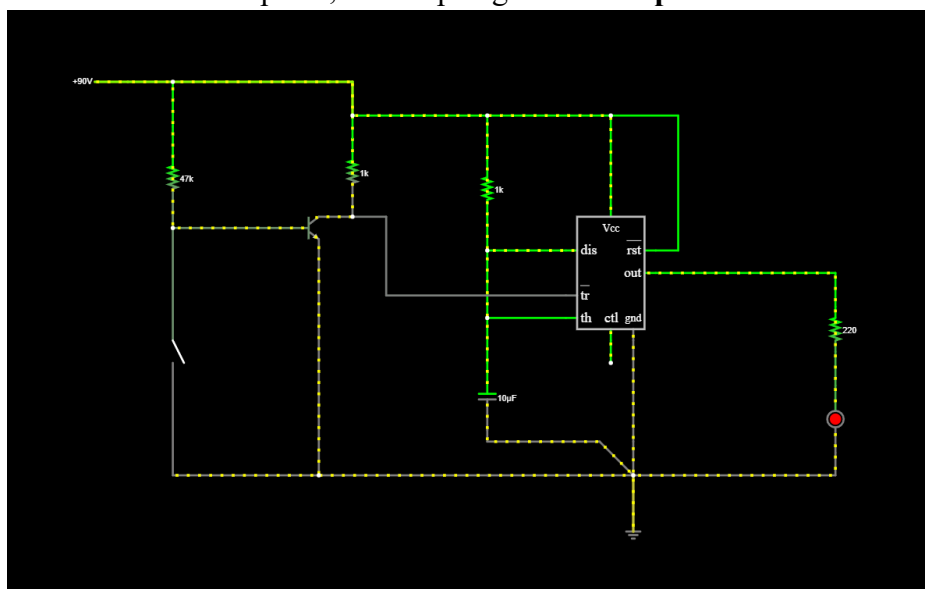 +90V
47k
1k
1k
Vcc
dis
rst
out
tr
th
ctl
gnd
220
10µF